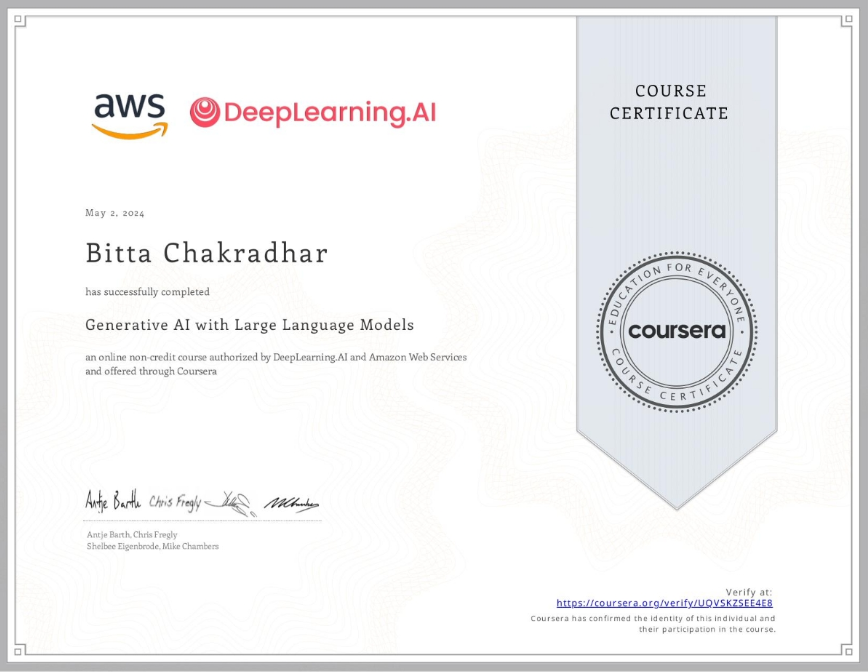 COURSE
CERTIFICATE
aws DeepLearning.AI
May 2, 2024
Bitta Chakradhar
has successfully completed
Generative AI with Large Language Models
an online non-credit course authorized by DeepLearning.AI and Amazon Web Services
and offered through Coursera
EDUCATION FOR EVERYONE
coursera
COURSE CERTIFICATE
Antje Barth Chris Fregly
Antje Barth, Chris Fregly
Shelbee Eigenbrode, Mike Chambers
Verify at:
https://coursera.org/verify/UQVSKZSEE4E8
Coursera has confirmed the identity of this individual and
their participation in the course.